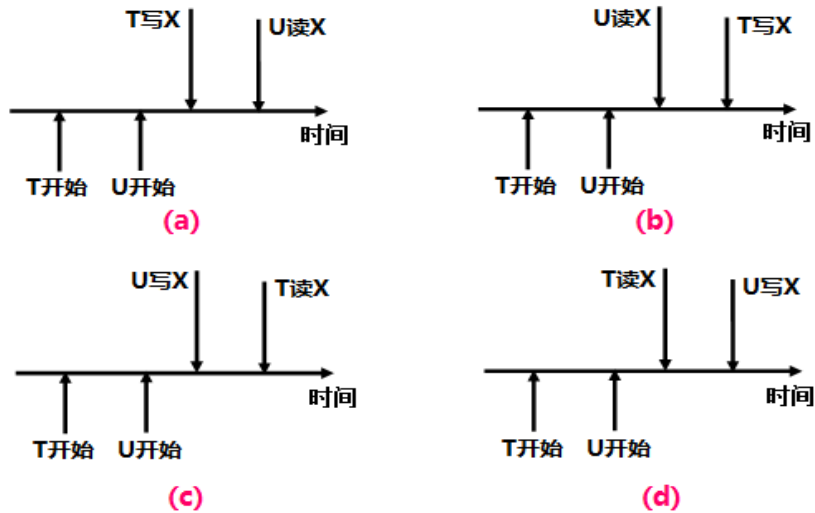 T写X
U读X
时间
T开始
U开始
(a)
U读X
T写X
时间
T开始
U开始
(b)
U写X
T读X
时间
T开始
U开始
(c)
T读X
U写X
时间
T开始
U开始
(d)